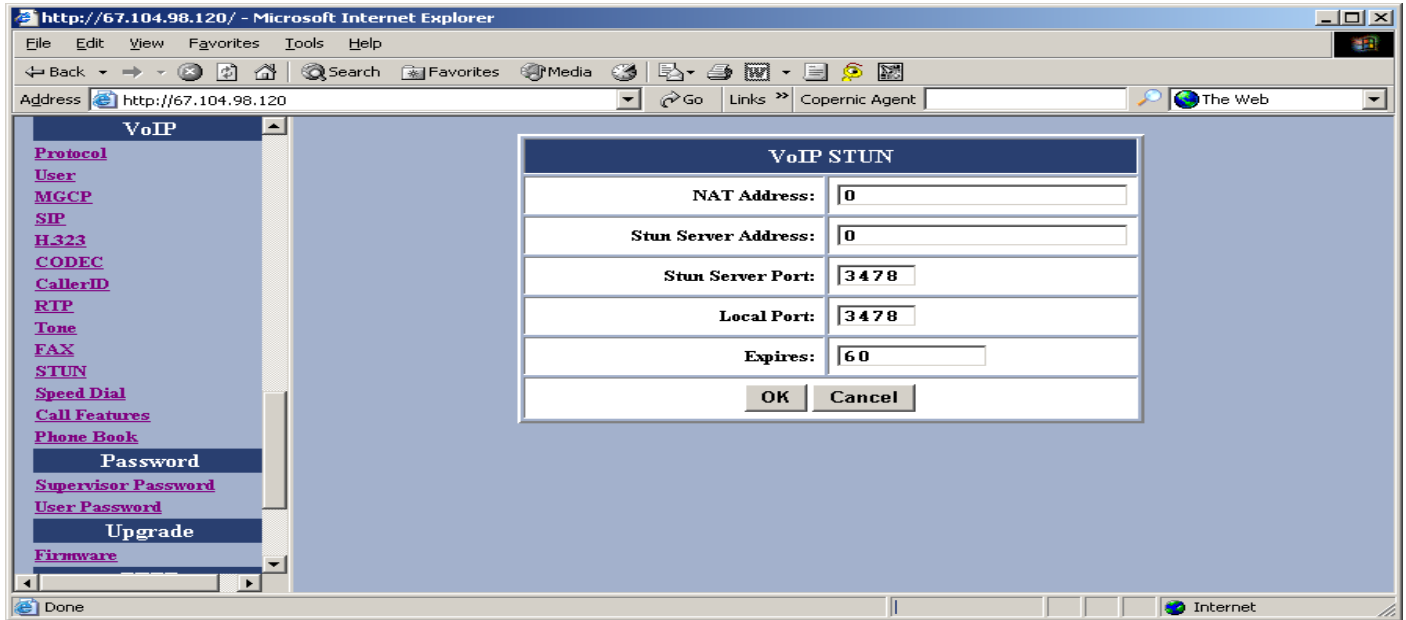 http://67.104.98.120/ - Microsoft Internet Explorer
File Edit View Favorites Tools Help
Back Search Favorites Media
Address http://67.104.98.120 Go Links » Copernic Agent The Web
VoIP
Protocol
User
MGCP
SIP
H.323
CODEC
CallerID
RTP
Tone
FAX
STUN
Speed Dial
Call Features
Phone Book
Password
Supervisor Password
User Password
Upgrade
Firmware
VoIP STUN
NAT Address: 0
Stun Server Address: 0
Stun Server Port: 3478
Local Port: 3478
Expires: 60
OK Cancel
Done Internet